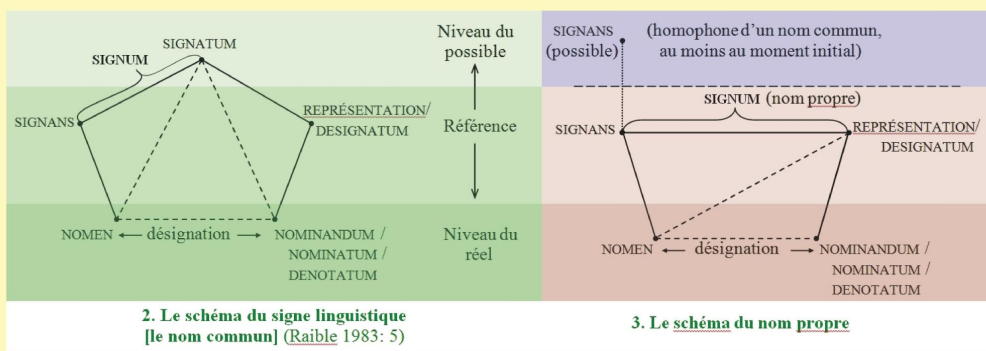 SIGNATUM
SIGNUM
SIGNANS
REPRÉSENTATION/
DESIGNATUM
NOMEN
désignation
NOMINANDUM /
NOMINATUM /
DENOTATUM
Niveau du
possible
Référence
Niveau du
réel
2. Le schéma du signe linguistique
[le nom commun] (Raible 1983: 5)
SIGNANS
(possible)
(homophone d'un nom commun,
au moins au moment initial)
SIGNUM (nom propre)
SIGNANS
REPRÉSENTATION/
DESIGNATUM
NOMEN
désignation
NOMINANDUM /
NOMINATUM /
DENOTATUM
3. Le schéma du nom propre